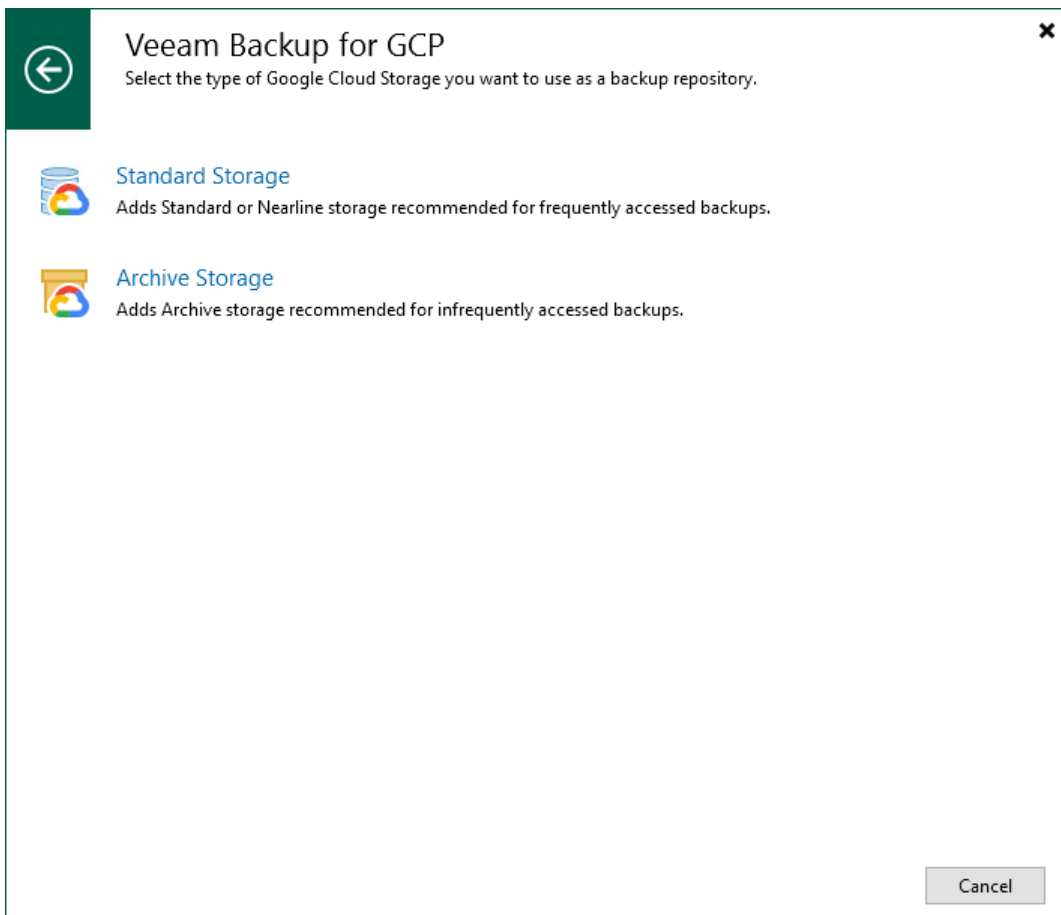 Veeam Backup for GCP
Select the type of Google Cloud Storage you want to use as a backup repository.
Standard Storage
Adds Standard or Nearline storage recommended for frequently accessed backups.
Archive Storage
Adds Archive storage recommended for infrequently accessed backups.
Cancel